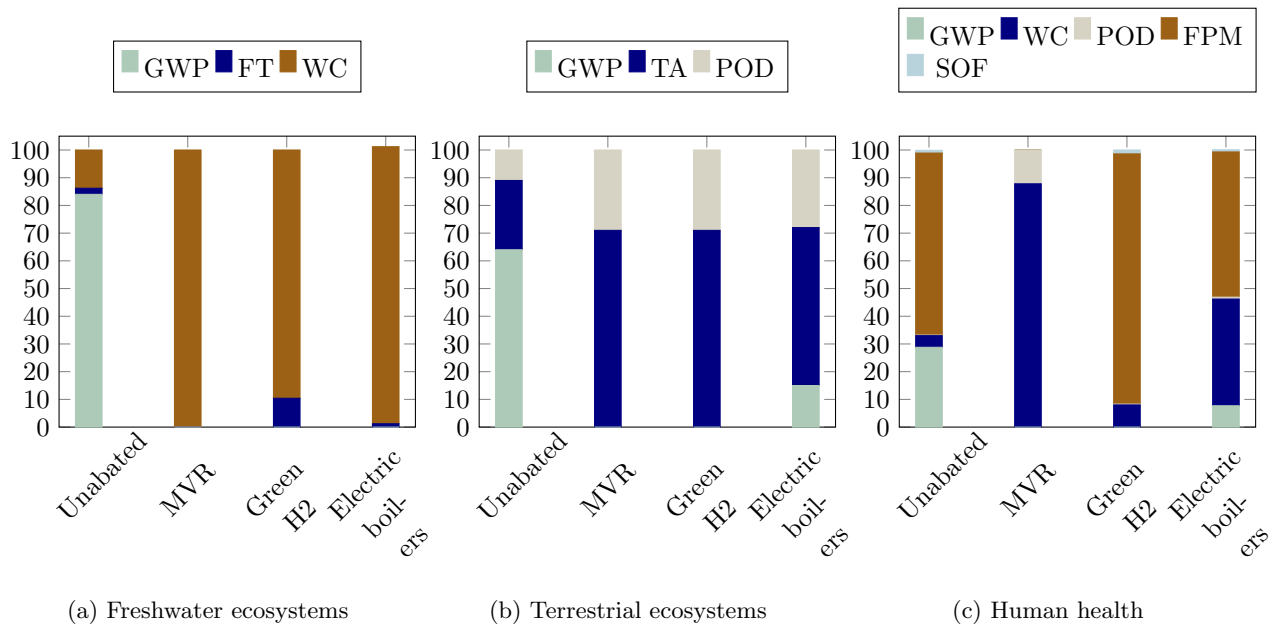 GWP FT WC
100
90
80
70
60
50
40
30
20
10
0
Unabated
MVR
Green
H2
Electric
boil-
ers
(a) Freshwater ecosystems
GWP TA POD
100
90
80
70
60
50
40
30
20
10
0
Unabated
MVR
Green
H2
Electric
boil-
ers
(b) Terrestrial ecosystems
GWP WC POD FPM
SOF
100
90
80
70
60
50
40
30
20
10
0
Unabated
MVR
Green
H2
Electric
boil-
ers
(c) Human health